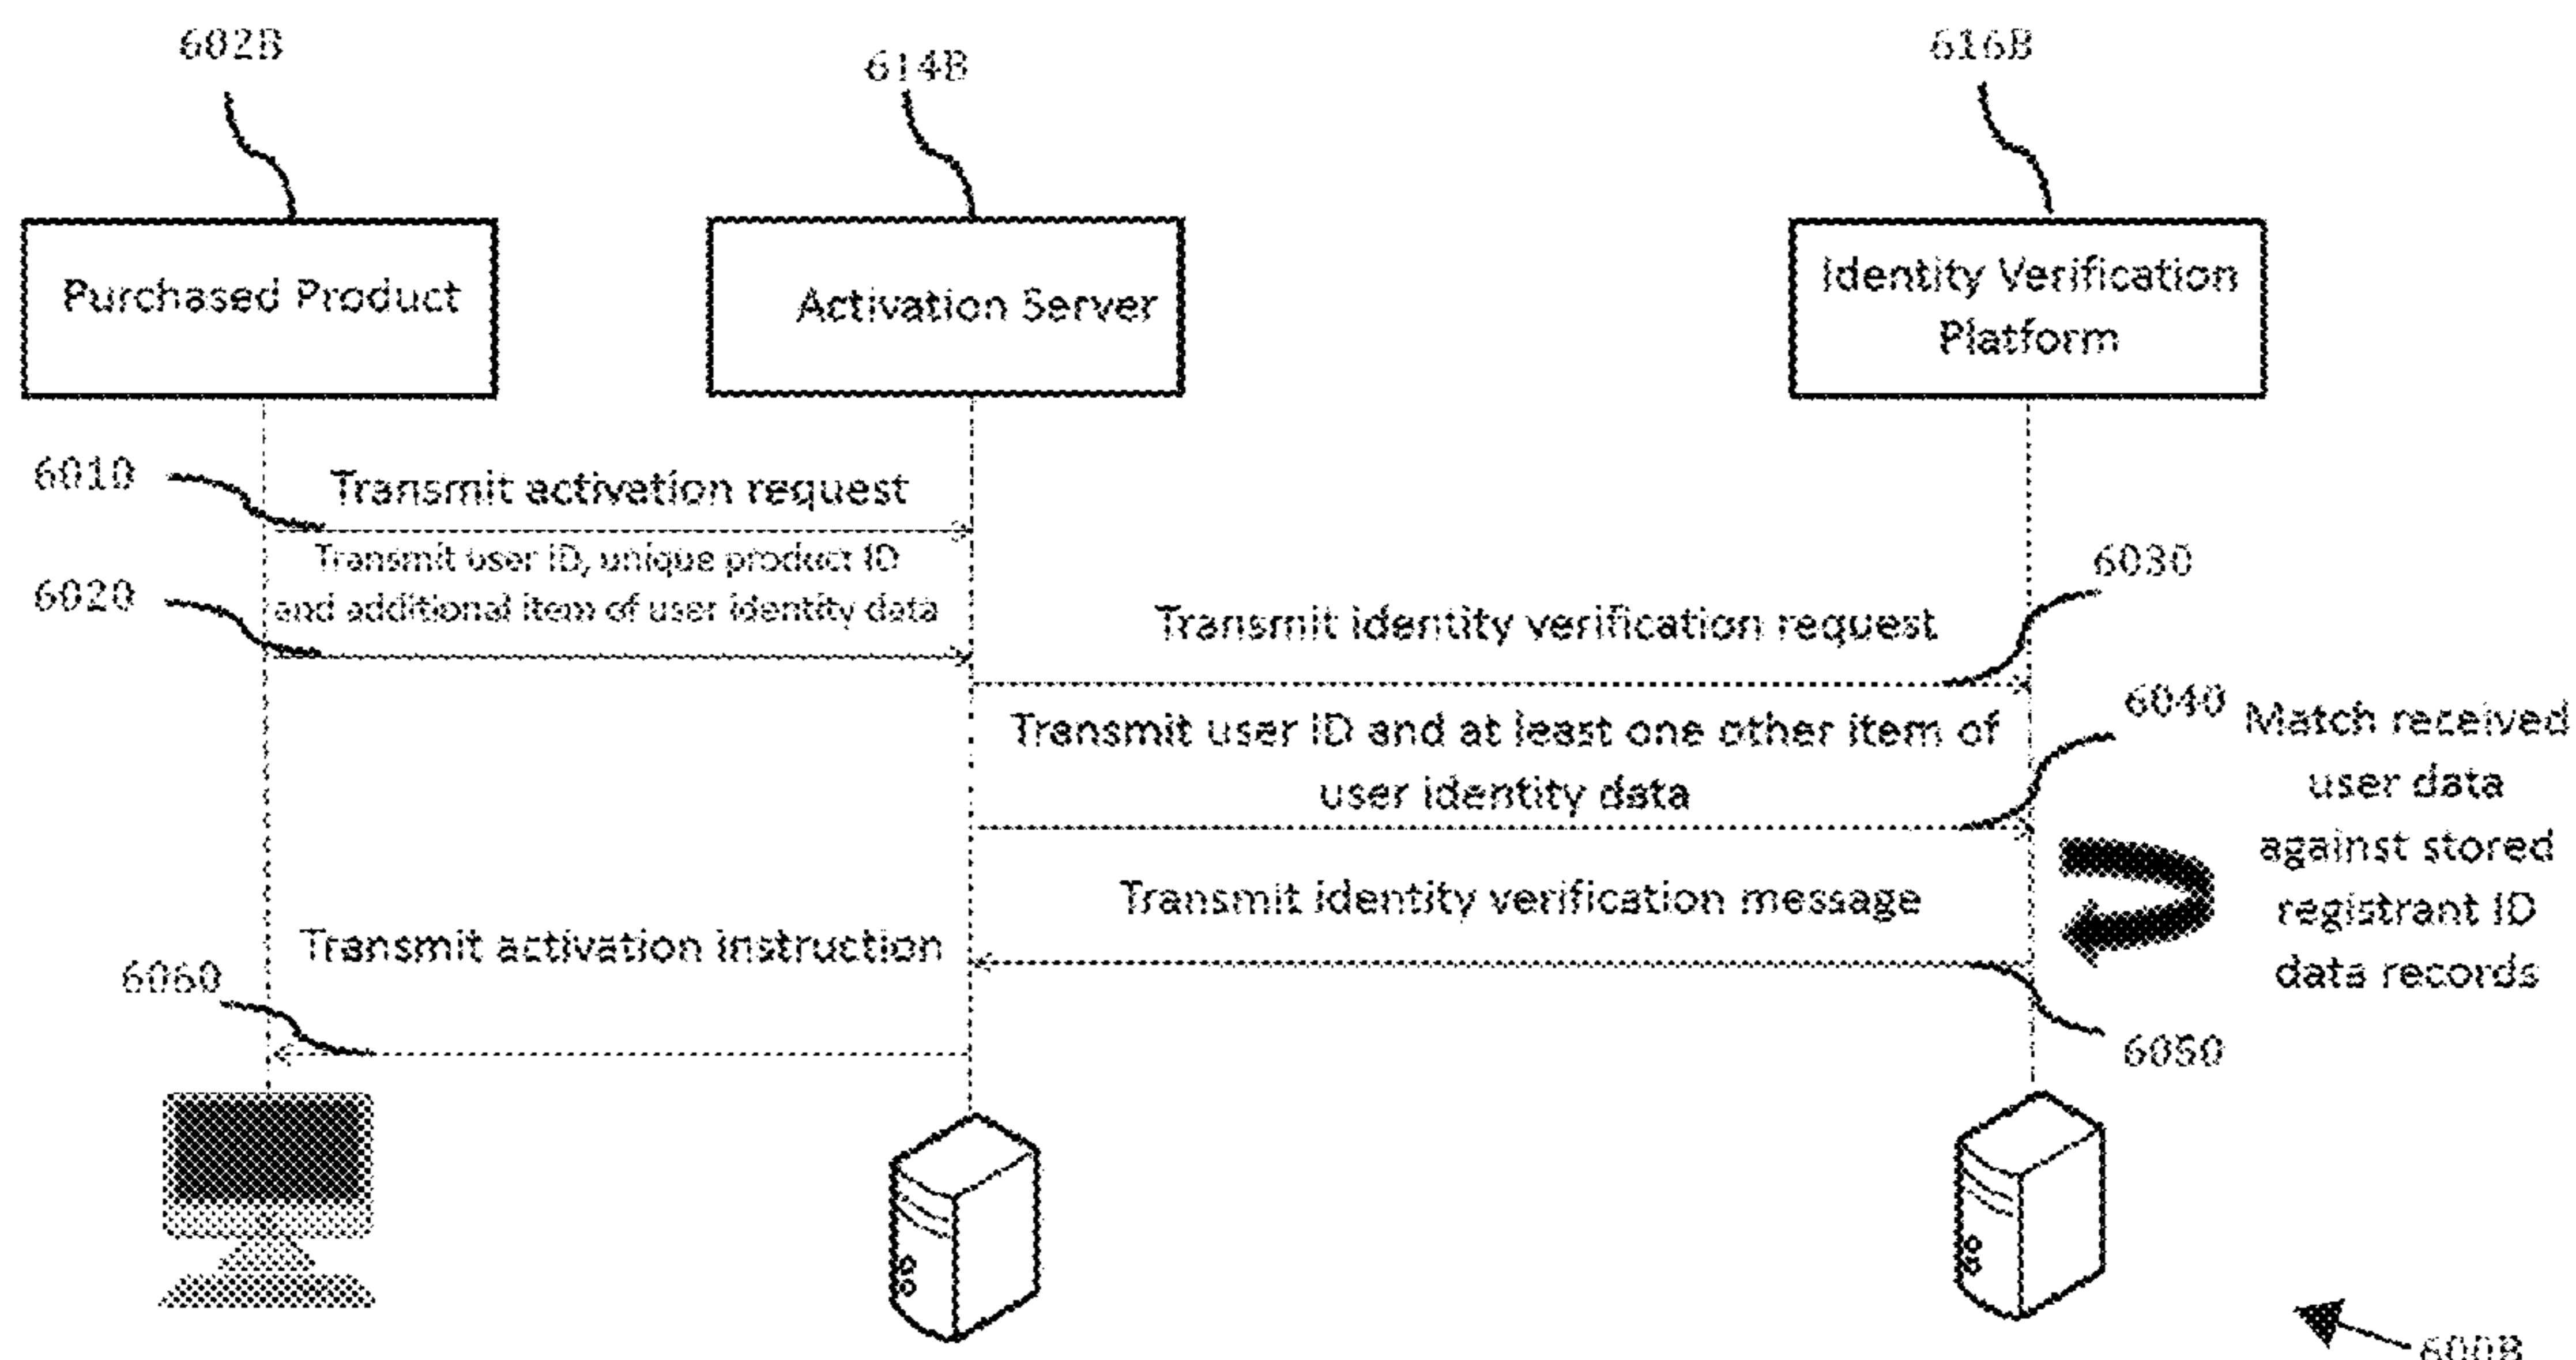 602B
614B
616B
Purchased Product
Activation Server
Identity Verification
Platform
6010
Transmit activation request
Transmit user ID, unique product ID
and additional item of user identity data
6020
6030
Transmit identity verification request
6040
Transmit user ID and at least one other item of
user identity data
Match received
user data
against stored
registrant ID
data records
Transmit identity verification message
Transmit activation instruction
6060
6050
600B